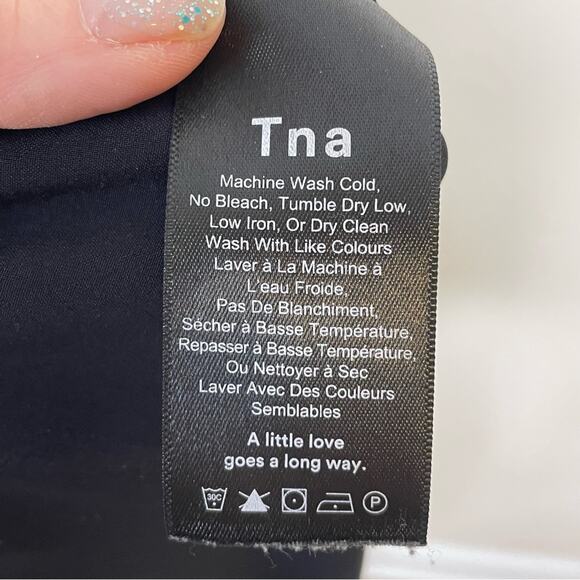 Tna
Machine Wash Cold,
No Bleach, Tumble Dry Low,
Low Iron, Or Dry Clean
Wash With Like Colours
Laver à La Machine à
L'eau Froide,
Pas De Blanchiment,
Sécher à Basse Température,
Repasser à Basse Température,
Ou Nettoyer à Sec
Laver Avec Des Couleurs
Semblables
A little love
goes a long way.
30C P